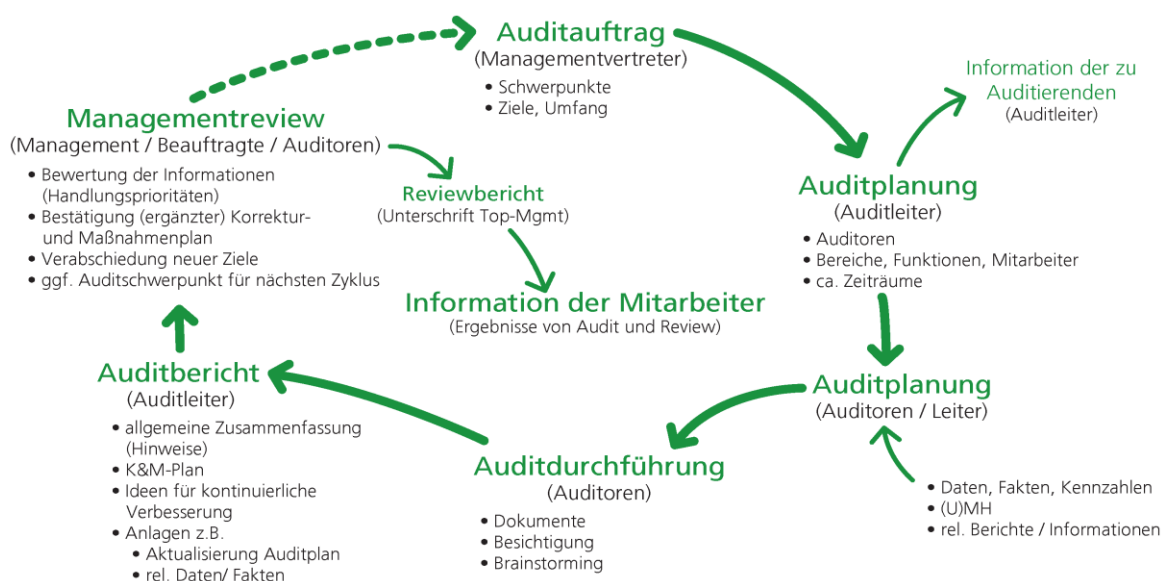 Auditauftrag
(Managementvertreter)
• Schwerpunkte
• Ziele, Umfang
Information der zu
Auditierenden
(Auditleiter)
Auditplanung
(Auditleiter)
• Auditoren
• Bereiche, Funktionen, Mitarbeiter
• ca. Zeiträume
Auditplanung
(Auditoren / Leiter)
• Daten, Fakten, Kennzahlen
• (U)MH
• rel. Berichte / Informationen
Auditdurchführung
(Auditoren)
• Dokumente
• Besichtigung
• Brainstorming
Auditbericht
(Auditleiter)
• allgemeine Zusammenfassung
(Hinweise)
• K&M-Plan
• Ideen für kontinuierliche
Verbesserung
• Anlagen z.B.
• Aktualisierung Auditplan
• rel. Daten/ Fakten
Managementreview
(Management / Beauftragte / Auditoren)
• Bewertung der Informationen
(Handlungsprioritäten)
• Bestätigung (ergänzter) Korrektur-
und Maßnahmenplan
• Verabschiedung neuer Ziele
• ggf. Auditschwerpunkt für nächsten Zyklus
Reviewbericht
(Unterschrift Top-Mgmt)
Information der Mitarbeiter
(Ergebnisse von Audit und Review)